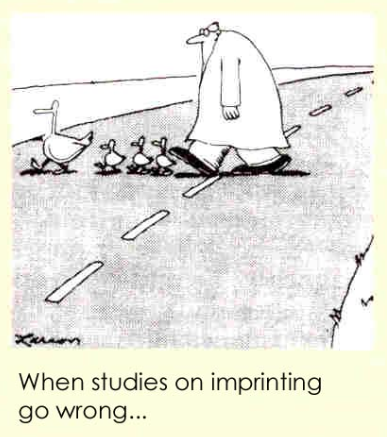 Larson
When studies on imprinting
go wrong...